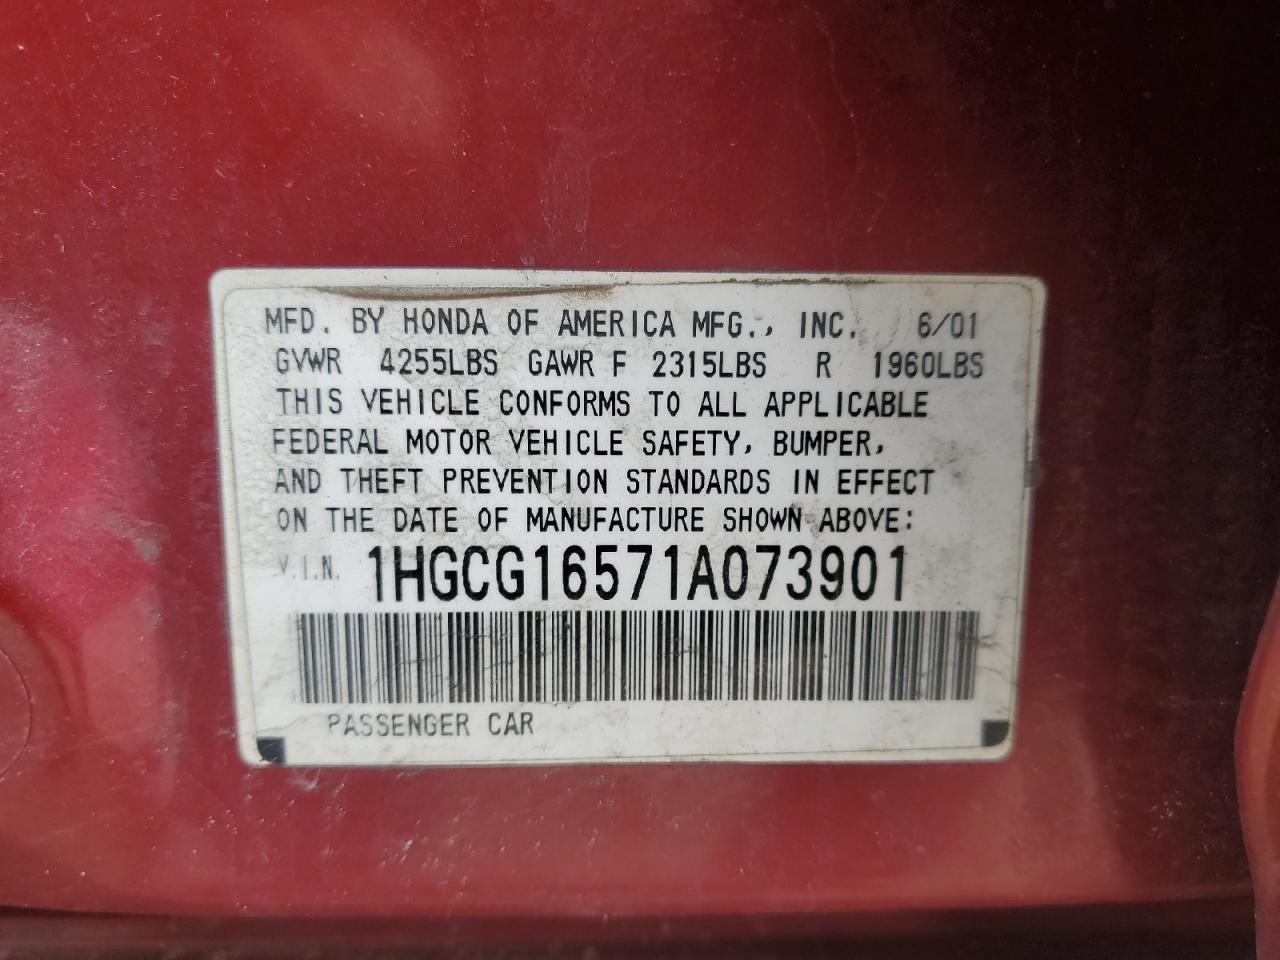 MFD. BY HONDA OF AMERICA MFG., INC. 6/01
GVWR 4255LBS GAWR F 2315LBS R 1960LBS
THIS VEHICLE CONFORMS TO ALL APPLICABLE
FEDERAL MOTOR VEHICLE SAFETY, BUMPER,
AND THEFT PREVENTION STANDARDS IN EFFECT
ON THE DATE OF MANUFACTURE SHOWN ABOVE:
V.I.N. 1HGCG16571A073901
PASSENGER CAR